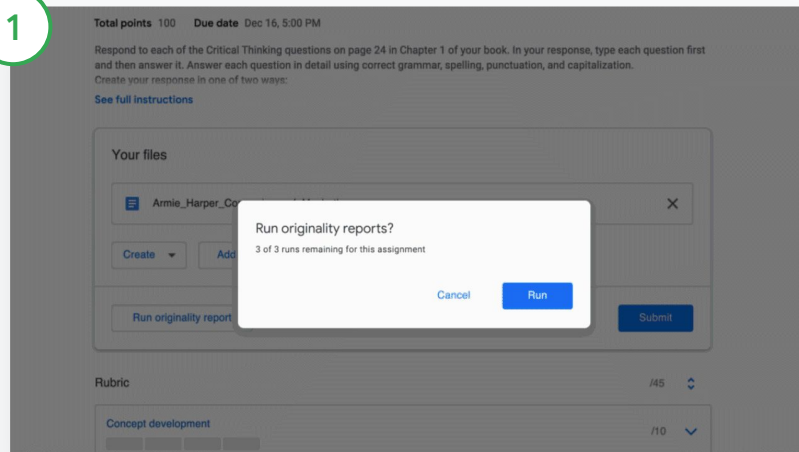 1
Total points 100 Due date Dec 16, 5:00 PM
Respond to each of the Critical Thinking questions on page 24 in Chapter 1 of your book. In your response, type each question first
and then answer it. Answer each question in detail using correct grammar, spelling, punctuation, and capitalization.
Create your response in one of two ways:
See full instructions
Your files
Armie_Harper_Co
Run originality reports?
3 of 3 runs remaining for this assignment
Create Add
Cancel Run
Run originality report
Submit
Rubric /45
Concept development /10